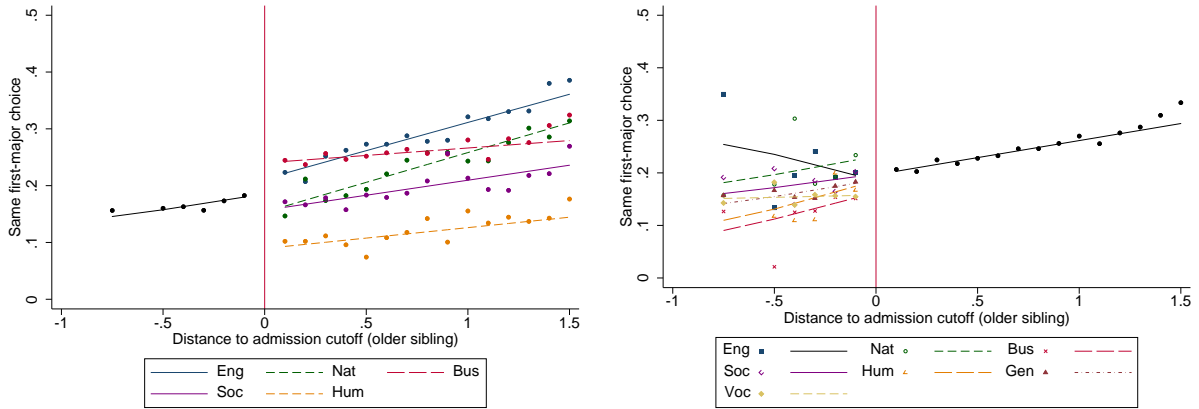 Same first-major choice
.5
.4
.3
.2
.1
0
-1
-.5
0
.5
1
1.5
Distance to admission cutoff (older sibling)
Eng
Nat
Bus
Soc
Hum
Same first-major choice
.5
.4
.3
.2
.1
0
-1
-.5
0
.5
1
1.5
Distance to admission cutoff (older sibling)
Eng
Nat
Bus
Soc
Hum
Gen
Voc